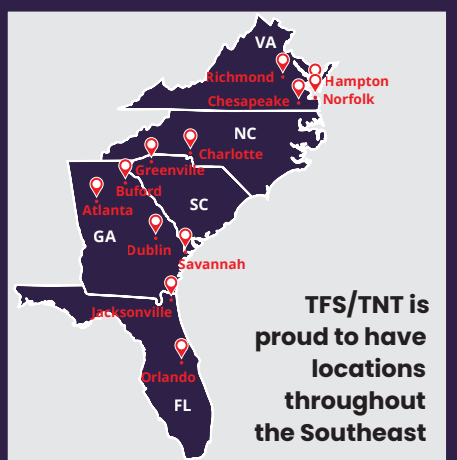 VA
Richmond
Hampton
Chesapeake
Norfolk
NC
Charlotte
Greenville
Buford
SC
Atlanta
GA
Dublin
Savannah
Jacksonville
Orlando
FL
TFS/TNT is
proud to have
locations
throughout
the Southeast